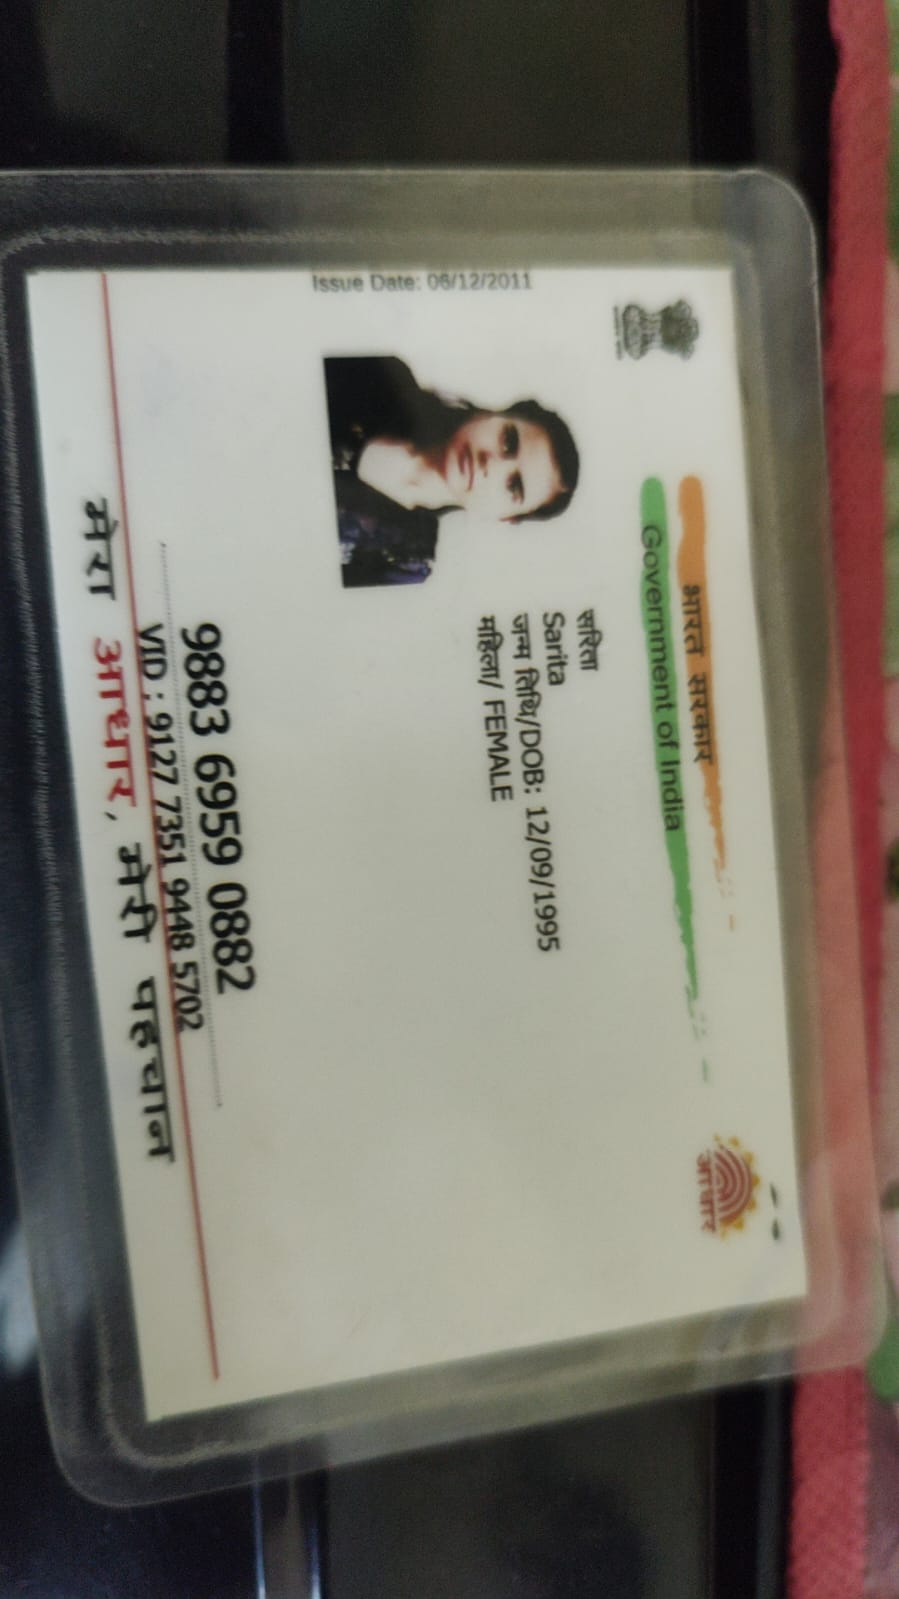 भारत सरकार
Government of India
आधार
Issue Date: 06/12/2011
सरिता
Sarita
जन्म तिथि/DOB: 12/09/1995
महिला/ FEMALE
9883 6959 0882
VID : 9127 7351 9448 5702
मेरा आधार, मेरी पहचान